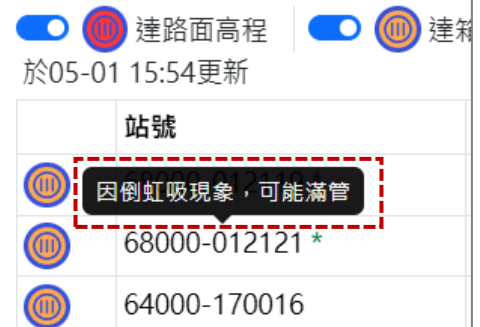 達路面高程
達箱
於05-01 15:54更新
站號
因倒虹吸現象，可能滿管
68000-012121 *
64000-170016